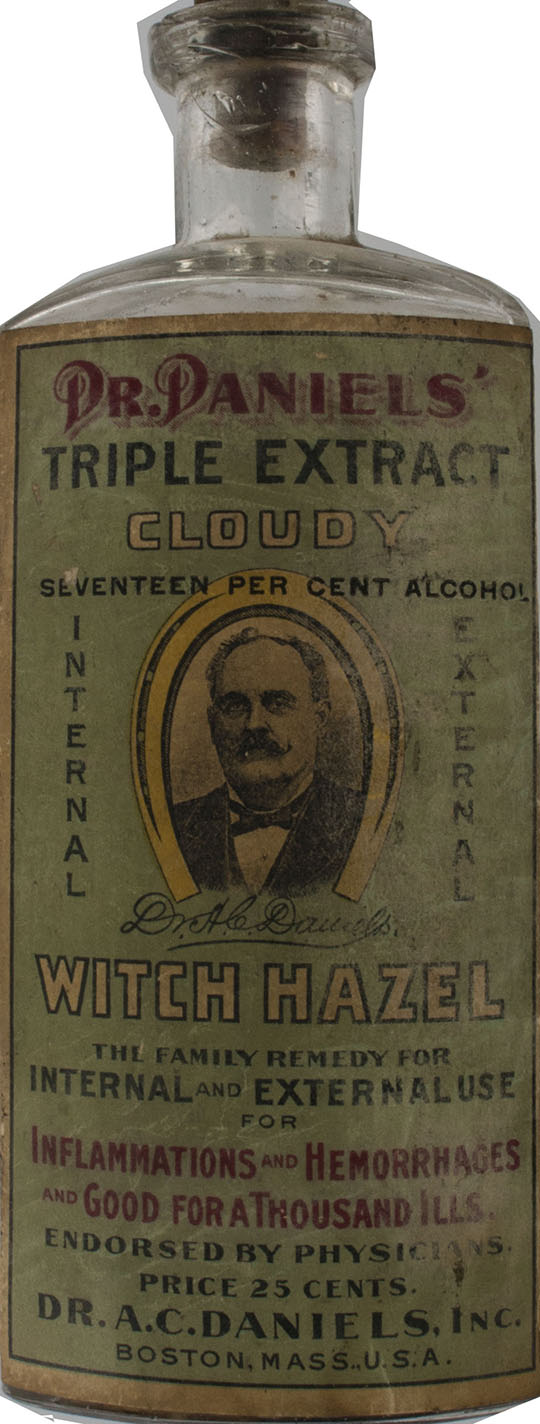 DR. DANIELS'
TRIPLE EXTRACT
CLOUDY
SEVENTEEN PER CENT ALCOHOL
INTERNAL
EXTERNAL
Dr. A.C. Daniels.
WITCH HAZEL
THE FAMILY REMEDY FOR
INTERNAL AND EXTERNAL USE
FOR
INFLAMMATIONS AND HEMORRHAGES
AND GOOD FOR A THOUSAND ILLS.
ENDORSED BY PHYSICIANS.
PRICE 25 CENTS.
DR. A.C. DANIELS, INC.
BOSTON, MASS., U.S.A.